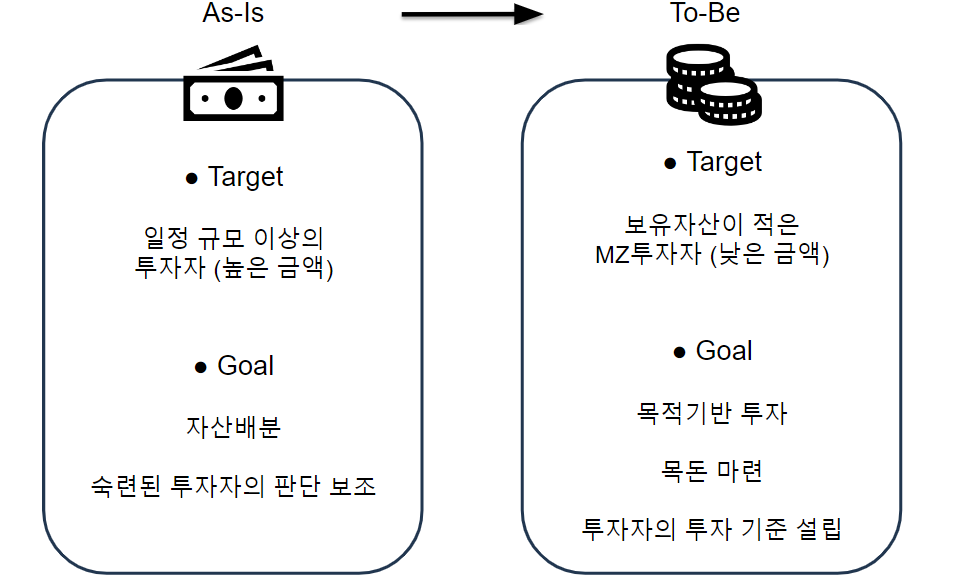 As-Is
To-Be
● Target
일정 규모 이상의
투자자 (높은 금액)
● Goal
자산배분
숙련된 투자자의 판단 보조
● Target
보유자산이 적은
MZ투자자 (낮은 금액)
● Goal
목적기반 투자
목돈 마련
투자자의 투자 기준 설립